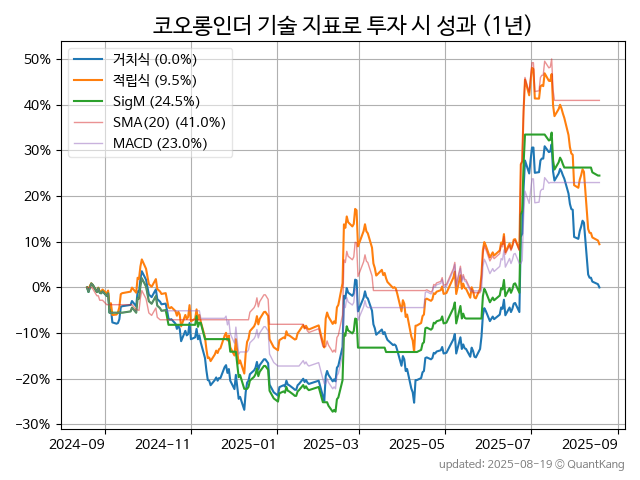 코오롱인더 기술 지표로 투자 시 성과 (1년)
거치식 (0.0%)
적립식 (9.5%)
SigM (24.5%)
SMA(20) (41.0%)
MACD (23.0%)
50%
40%
30%
20%
10%
0%
−10%
−20%
−30%
2024-09
2024-11
2025-01
2025-03
2025-05
2025-07
2025-09
updated: 2025-08-19 © QuantKang